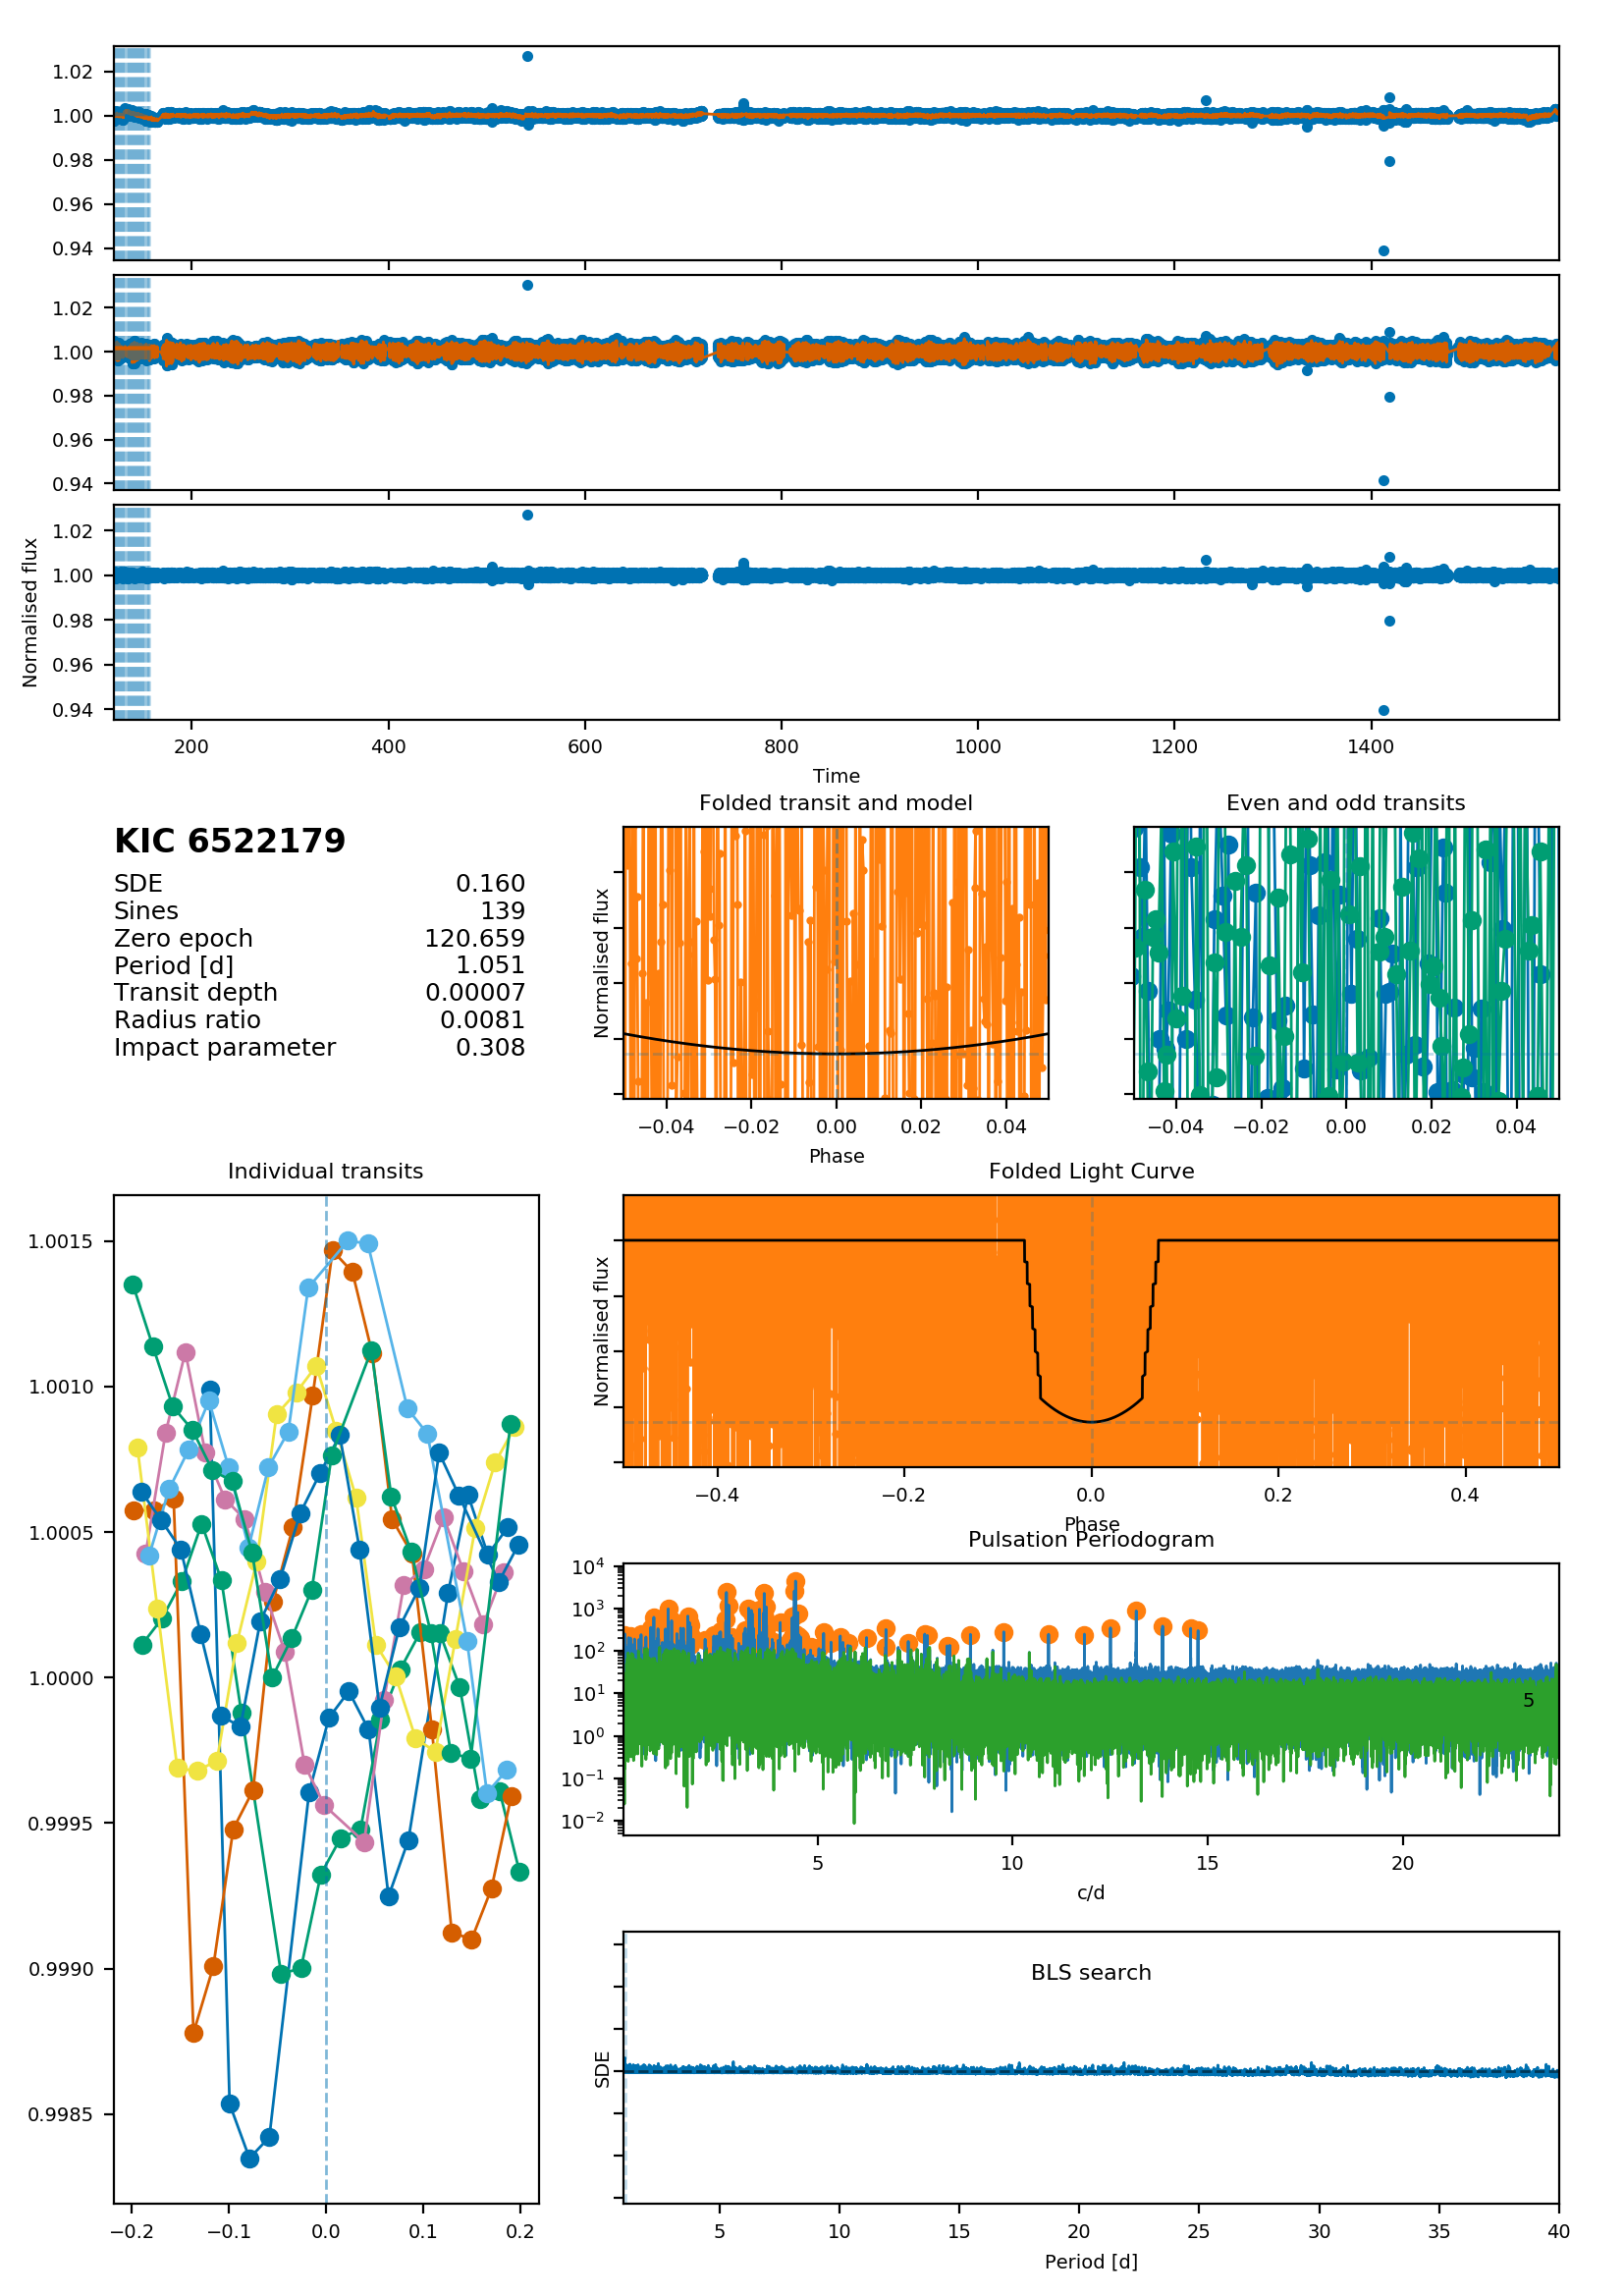 1.02
1.00
0.98
0.96
0.94
1.02
1.00
0.98
0.96
0.94
1.02
1.00
0.98
0.96
0.94
Normalised flux
200 400 600 800 1000 1200 1400
Time
KIC 6522179
SDE 0.160
Sines 139
Zero epoch 120.659
Period [d] 1.051
Transit depth 0.00007
Radius ratio 0.0081
Impact parameter 0.308
Folded transit and model
Normalised flux
−0.04 −0.02 0.00 0.02 0.04
Phase
Even and odd transits
−0.04 −0.02 0.00 0.02 0.04
Individual transits
1.0015
1.0010
1.0005
1.0000
0.9995
0.9990
0.9985
−0.2 −0.1 0.0 0.1 0.2
Folded Light Curve
Normalised flux
−0.4 −0.2 0.0 0.2 0.4
Phase
Pulsation Periodogram
10⁴
10³
10²
10¹
10⁰
10⁻¹
10⁻²
5
5 10 15 20
c/d
BLS search
SDE
5 10 15 20 25 30 35 40
Period [d]